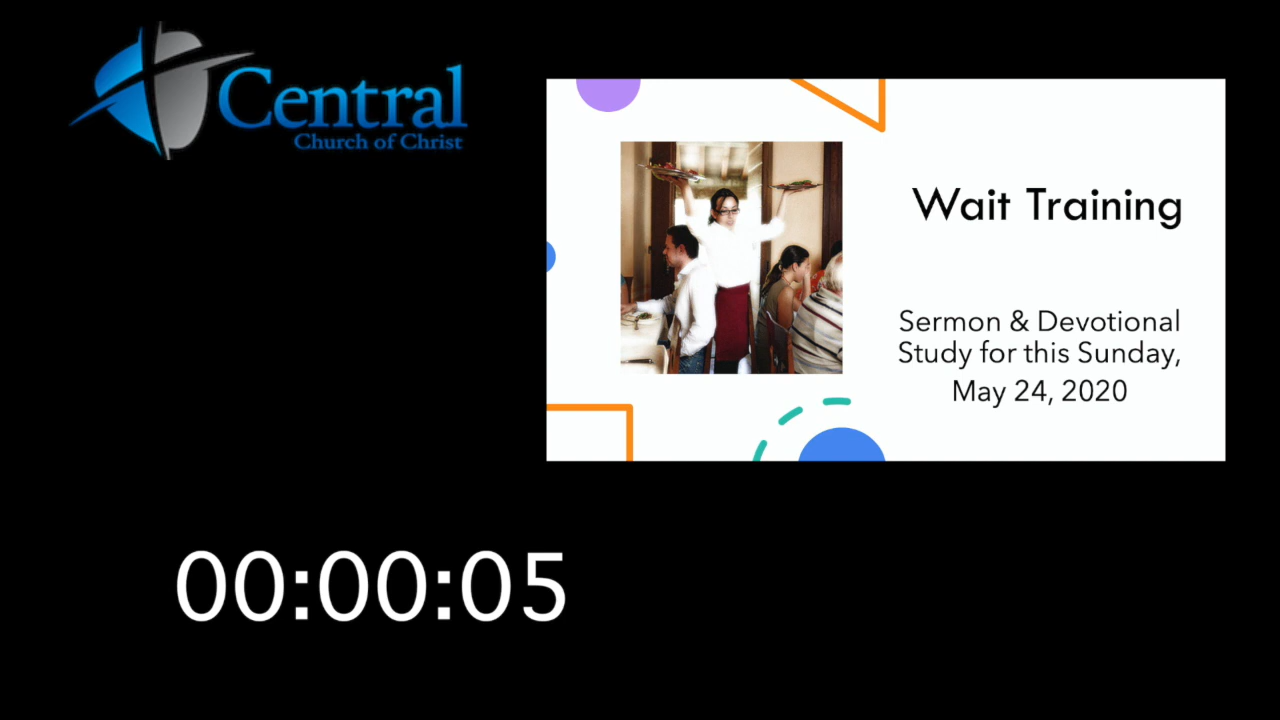 Central
Church of Christ
Wait Training
Sermon & Devotional
Study for this Sunday,
May 24, 2020
00:00:05